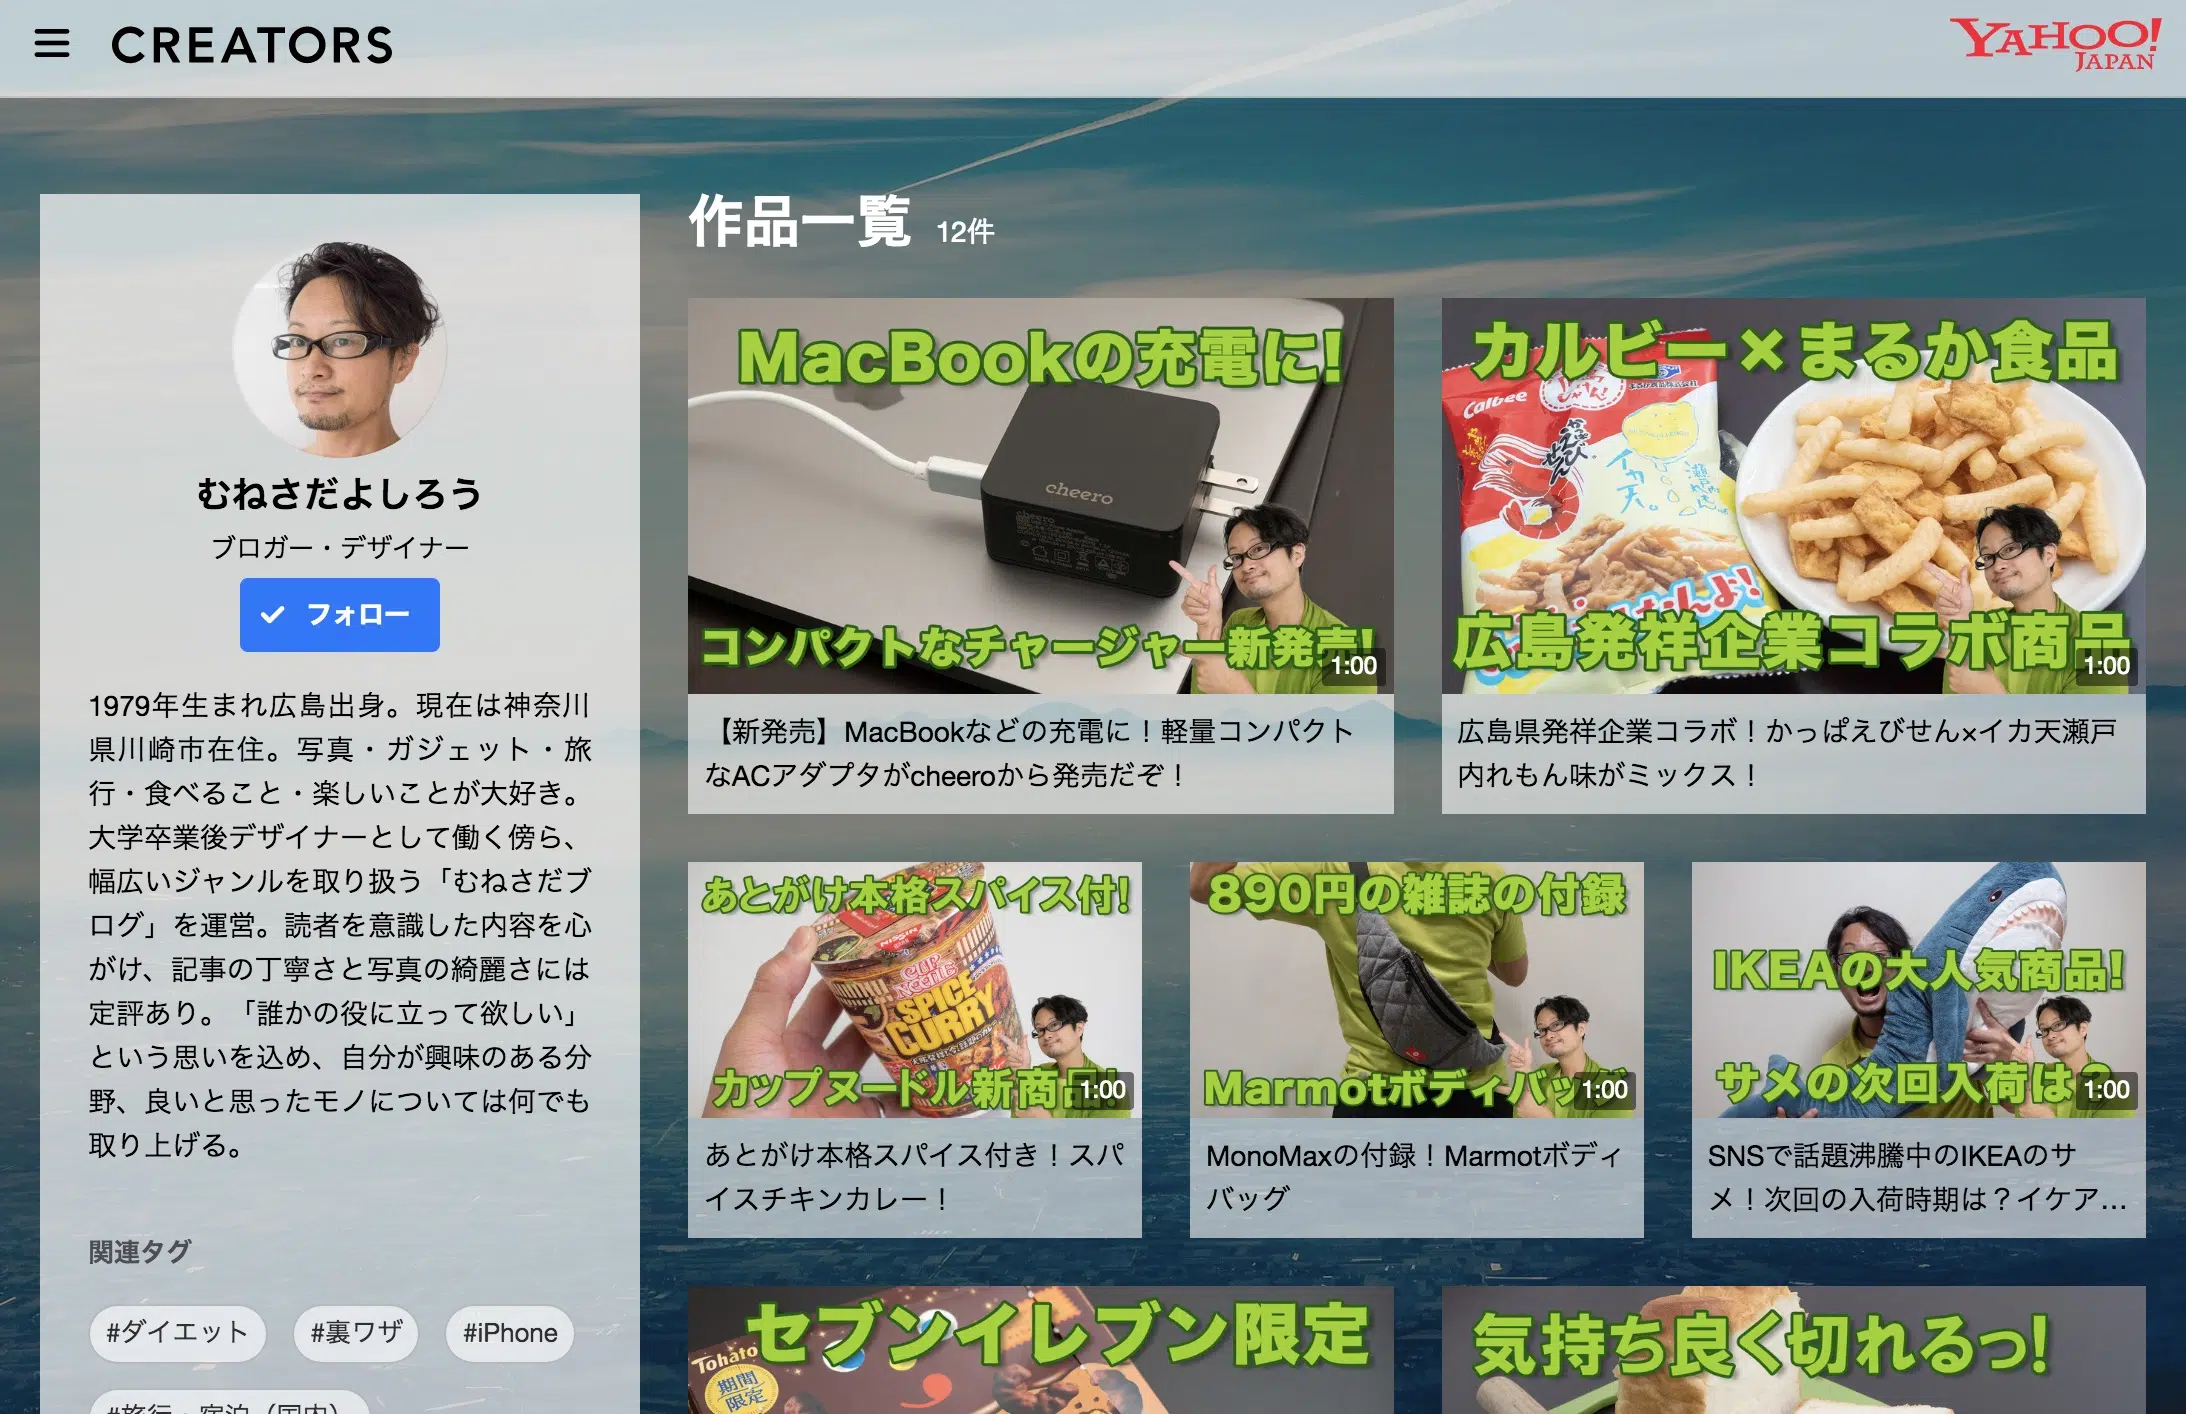 CREATORS
YAHOO!
JAPAN
むねさだよしろう
ブロガー・デザイナー
フォロー
1979年生まれ広島出身。現在は神奈川
県川崎市在住。写真・ガジェット・旅
行・食べること・楽しいことが大好き。
大学卒業後デザイナーとして働く傍ら、
幅広いジャンルを取り扱う「むねさだブ
ログ」を運営。読者を意識した内容を心
がけ、記事の丁寧さと写真の綺麗さには
定評あり。「誰かの役に立って欲しい」
という思いを込め、自分が興味のある分
野、良いと思ったモノについては何でも
取り上げる。
関連タグ
#ダイエット
#裏ワザ
#iPhone
#旅行・宿泊（国内）
作品一覧 12件
MacBookの充電に!
cheero
cheero
コンパクトなチャージャー新発売!
1:00
【新発売】MacBookなどの充電に！軽量コンパクト
なACアダプタがcheeroから発売だぞ！
カルビー×まるか食品
Calbee
イカ天。
広島発祥企業コラボ商品
1:00
広島県発祥企業コラボ！かっぱえびせん×イカ天瀬戸
内れもん味がミックス！
あとがけ本格スパイス付!
NISSIN
CUP
NOODLE
SPICE
CURRY
カップヌードル新商品!
1:00
あとがけ本格スパイス付き！スパ
イスチキンカレー！
890円の雑誌の付録
Marmotボディバッグ
1:00
MonoMaxの付録！Marmotボディ
バッグ
IKEAの大人気商品!
サメの次回入荷は?
1:00
SNSで話題沸騰中のIKEAのサ
メ！次回の入荷時期は？イケア...
セブンイレブン限定
Tohato
期間
限定
気持ち良く切れるっ!